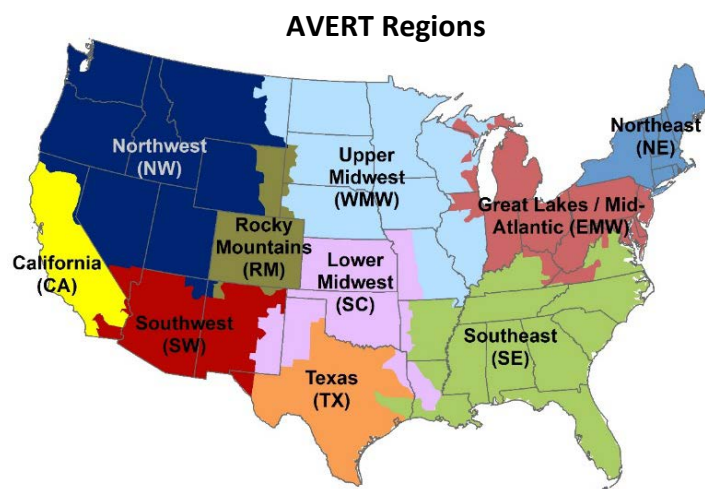 AVERT Regions
Northwest
(NW)
Upper
Midwest
(WMW)
Northeast
(NE)
Great Lakes / Mid-
Atlantic (EMW)
Rocky
Mountains
(RM)
California
(CA)
Lower
Midwest
(SC)
Southwest
(SW)
Southeast
(SE)
Texas
(TX)